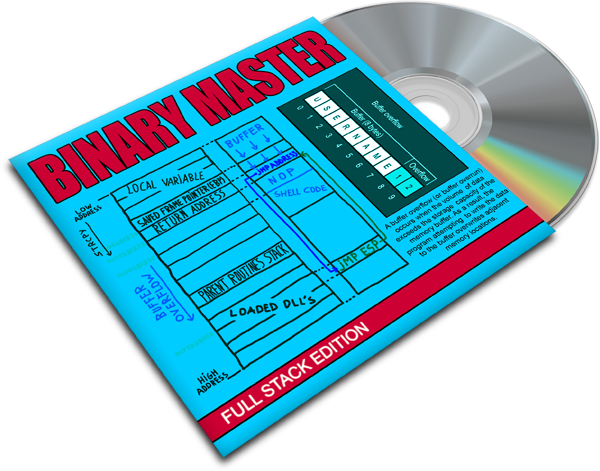 BINARY MASTER
LOW
ADDRESS
STRCPY
BUFFER
OVERFLOW
HIGH
ADDRESS
LOCAL VARIABLE
SAVED FRAME POINTER (EBP)
RETURN ADDRESS
PARENT ROUTINES STACK
LOADED DLL'S
BUFFER
JMP ADDRESS
NOP
SHELL CODE
JMP ESP
Buffer overflow
Buffer (8 bytes)
Overflow
U S E R N A M E 1 2
0 1 2 3 4 5 6 7 8 9
A buffer overflow (or buffer overrun)
occurs when the volume of data
exceeds the storage capacity of the
memory buffer. As a result, the
program attempting to write the data
to the buffer overwrites adjacent
memory locations.
FULL STACK EDITION